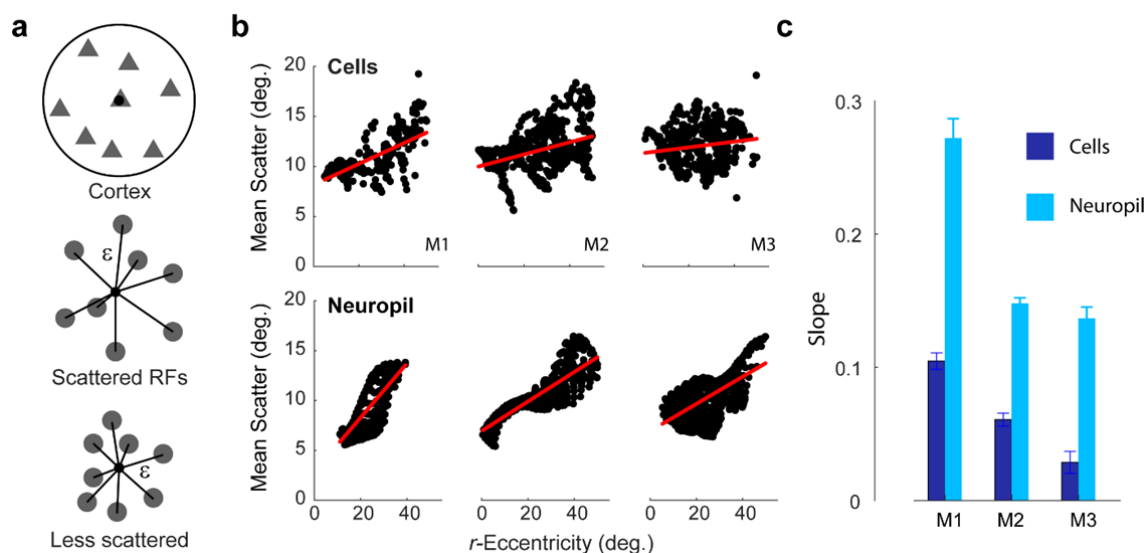 a
Cortex
ε
Scattered RFs
ε
Less scattered
b
Cells
Mean Scatter (deg.)
20
15
10
5
0
M1
M2
M3
Neuropil
Mean Scatter (deg.)
20
15
10
5
0
0 20 40
0 20 40
0 20 40
r-Eccentricity (deg.)
c
Slope
0.3
0.2
0.1
0
Cells
Neuropil
M1 M2 M3